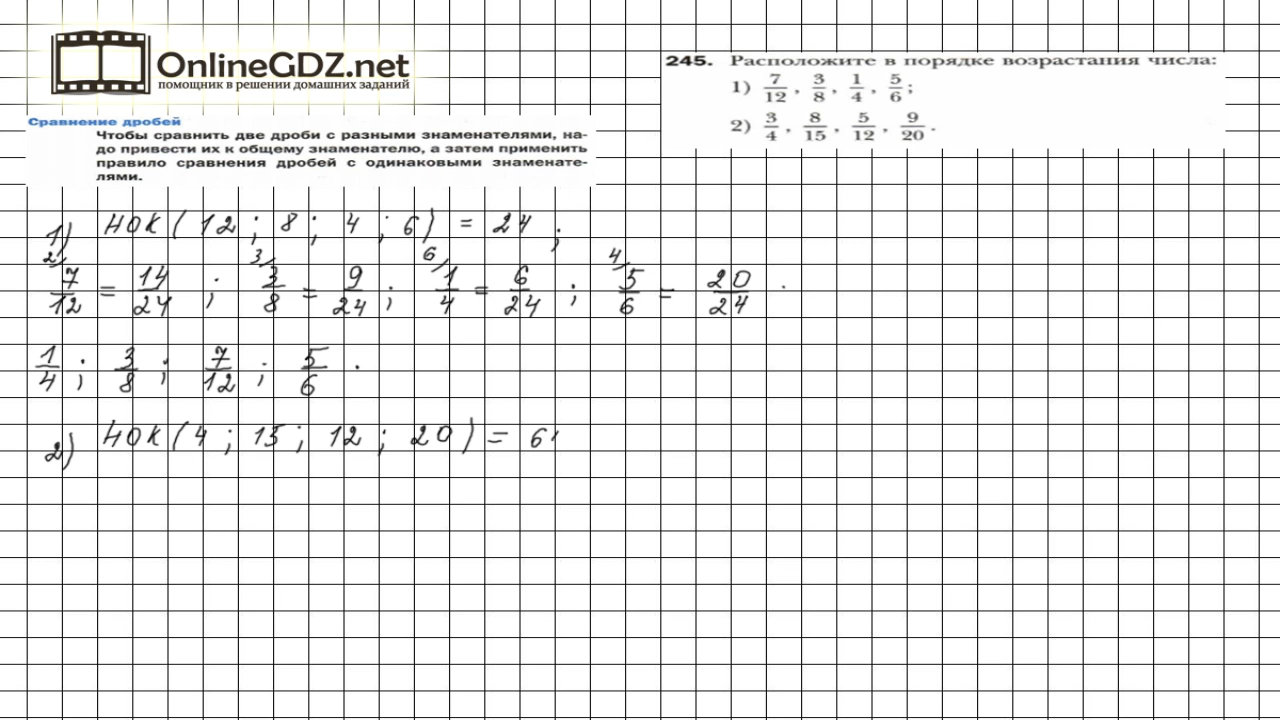 OnlineGDZ.net
помощник в решении домашних заданий
Сравнение дробей
Чтобы сравнить две дроби с разными знаменателями, на-
до привести их к общему знаменателю, а затем применить
правило сравнения дробей с одинаковыми знаменате-
лями.
245. Расположите в порядке возрастания числа:
1) 7/12, 3/8, 1/4, 5/6;
2) 3/4, 8/15, 5/12, 9/20.
1) НОК(12; 8; 4; 6) = 24;
2/ 7/12 = 14/24; 3/ 3/8 = 9/24; 6/ 1/4 = 6/24; 4/ 5/6 = 20/24.
1/4; 3/8; 7/12; 5/6.
2) НОК(4; 15; 12; 20) = 6